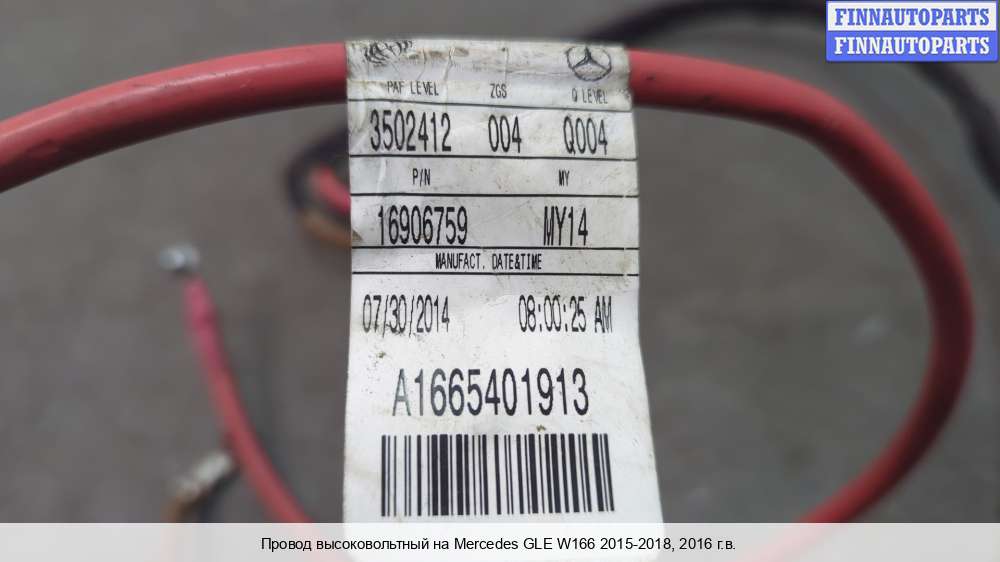 FINNAUTOPARTS
FINNAUTOPARTS
PAF LEVEL ZGS Q LEVEL
3502412 004 Q004
P/N MY
16906759 MY14
MANUFACT. DATE&TIME
07/30/2014 08:00:25 AM
A1665401913
Провод высоковольтный на Mercedes GLE W166 2015-2018, 2016 г.в.